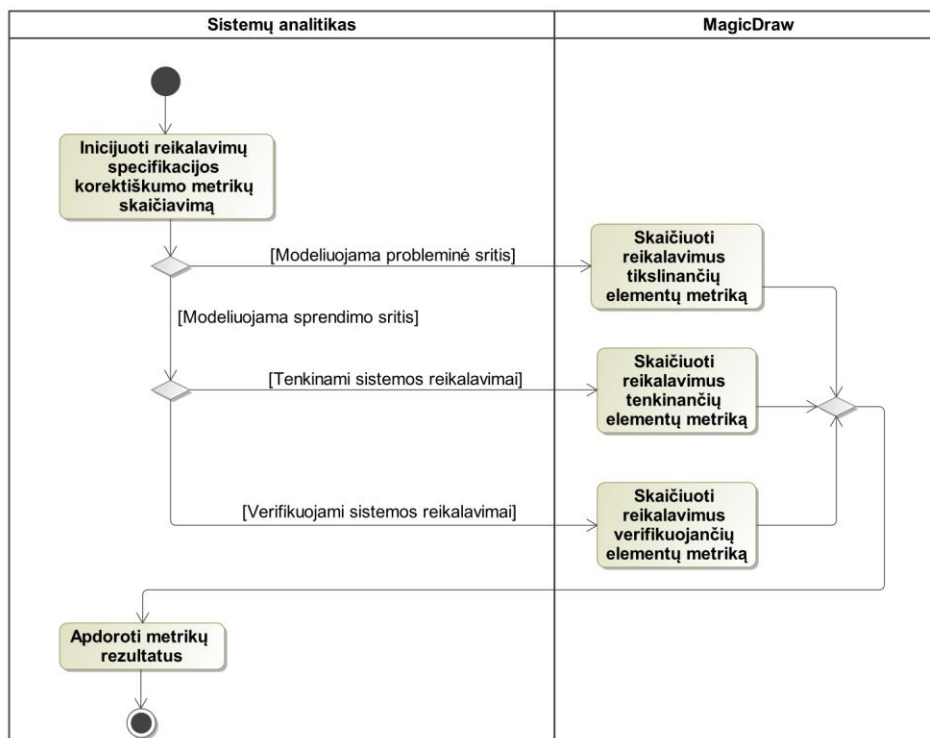 Sistemų analitikas
MagicDraw
Inicijuoti reikalavimų
specifikacijos
korektiškumo metrikų
skaičiavimą
[Modeliuojama probleminė sritis]
Skaičiuoti
reikalavimus
tikslinančių
elementų metriką
[Modeliuojama sprendimo sritis]
[Tenkinami sistemos reikalavimai]
Skaičiuoti
reikalavimus
tenkinančių
elementų metriką
[Verifikuojami sistemos reikalavimai]
Skaičiuoti
reikalavimus
verifikuojančių
elementų metriką
Apdoroti metrikų
rezultatus